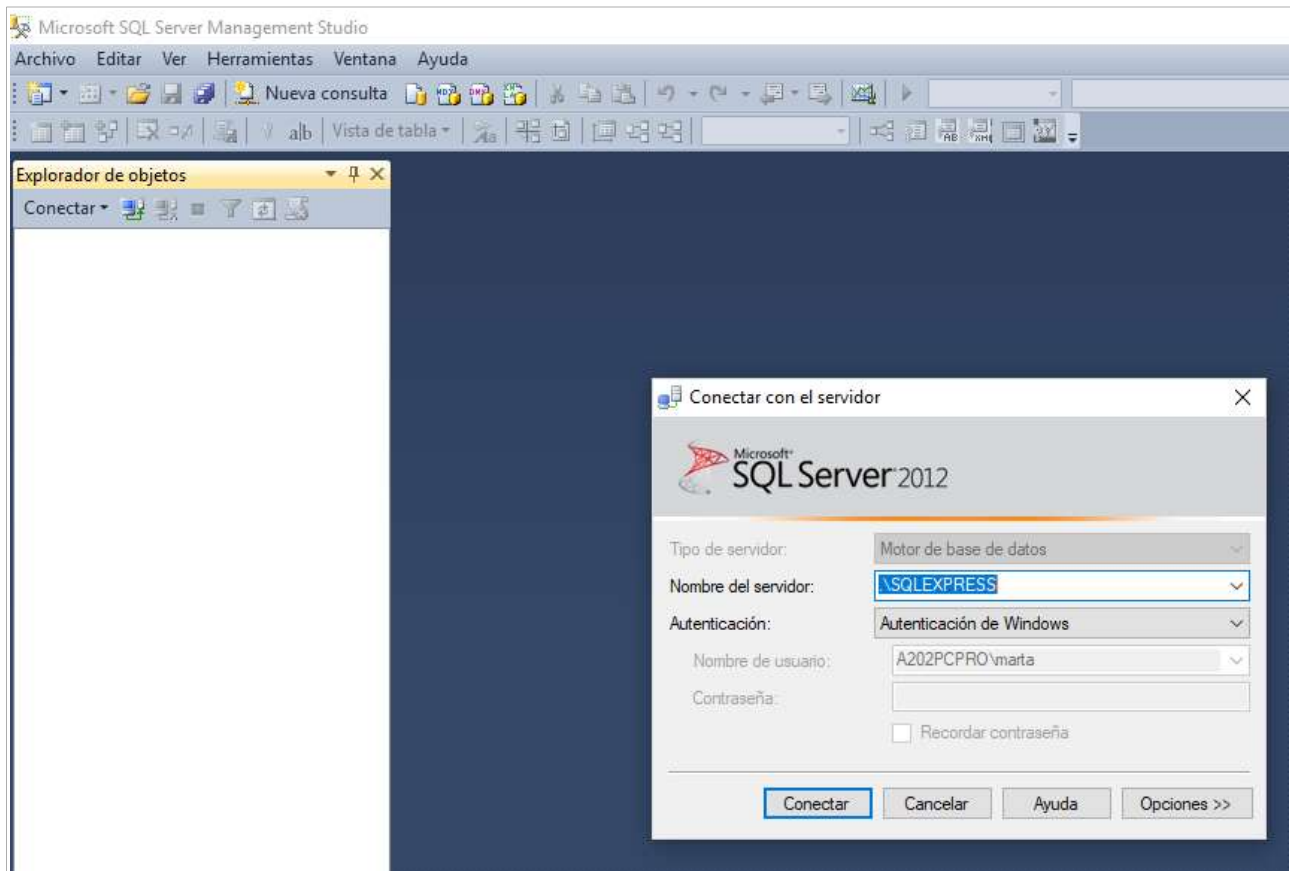 Microsoft SQL Server Management Studio
Archivo Editar Ver Herramientas Ventana Ayuda
Nueva consulta
Vista de tabla
Explorador de objetos
Conectar
Conectar con el servidor
Microsoft
SQL Server 2012
Tipo de servidor: Motor de base de datos
Nombre del servidor: .\SQLEXPRESS
Autenticación: Autenticación de Windows
Nombre de usuario: A202PCPRO\marta
Contraseña:
Recordar contraseña
Conectar Cancelar Ayuda Opciones >>